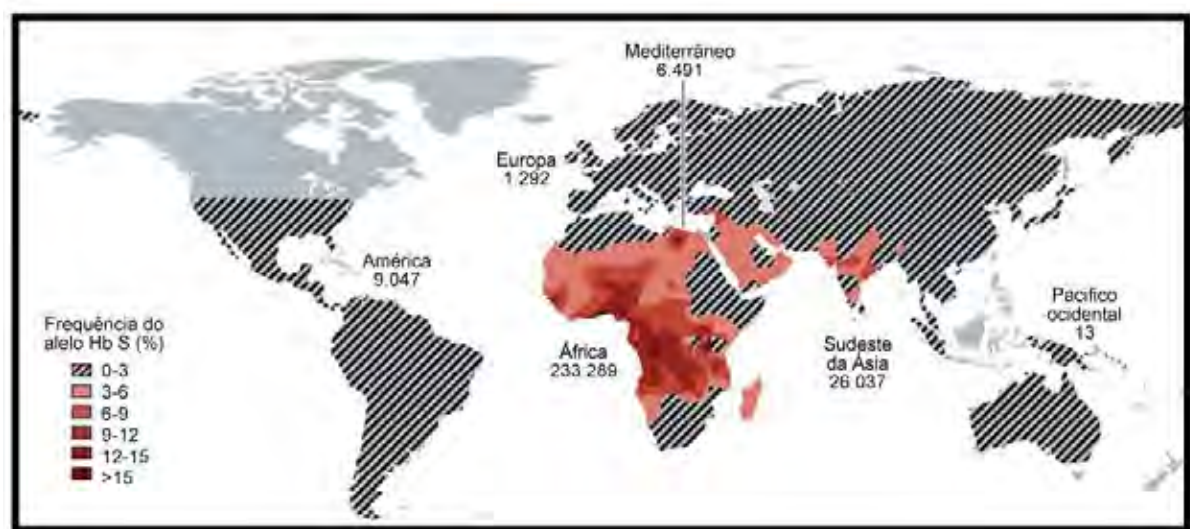 Mediterrâneo
6.491
Europa
1 292
América
9.047
Frequência do
alelo Hb S (%)
0-3
3-6
6-9
9-12
12-15
>15
África
233 289
Sudeste
da Ásia
26 037
Pacífico
ocidental
13